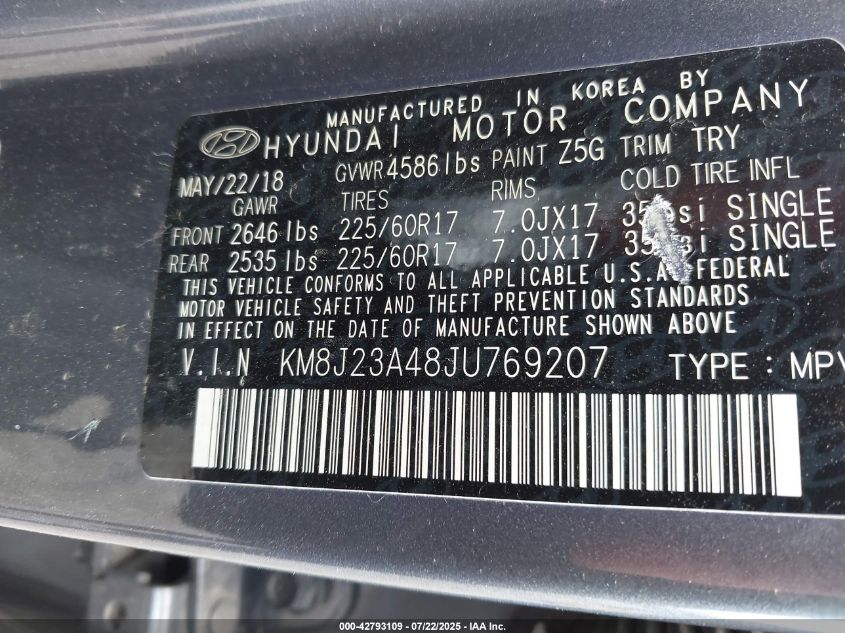 MANUFACTURED IN KOREA BY
HYUNDAI MOTOR COMPANY
MAY/22/18 GVWR 4586 lbs PAINT Z5G TRIM TRY
GAWR TIRES RIMS COLD TIRE INFL
FRONT 2646 lbs 225/60R17 7.0JX17 SINGLE
REAR 2535 lbs 225/60R17 7.0JX17 SINGLE
THIS VEHICLE CONFORMS TO ALL APPLICABLE U.S.A FEDERAL
MOTOR VEHICLE SAFETY AND THEFT PREVENTION STANDARDS
IN EFFECT ON THE DATE OF MANUFACTURE SHOWN ABOVE
V.I.N KM8J23A48JU769207 TYPE : MPV
000-42793109 - 07/22/2025 - IAA Inc.